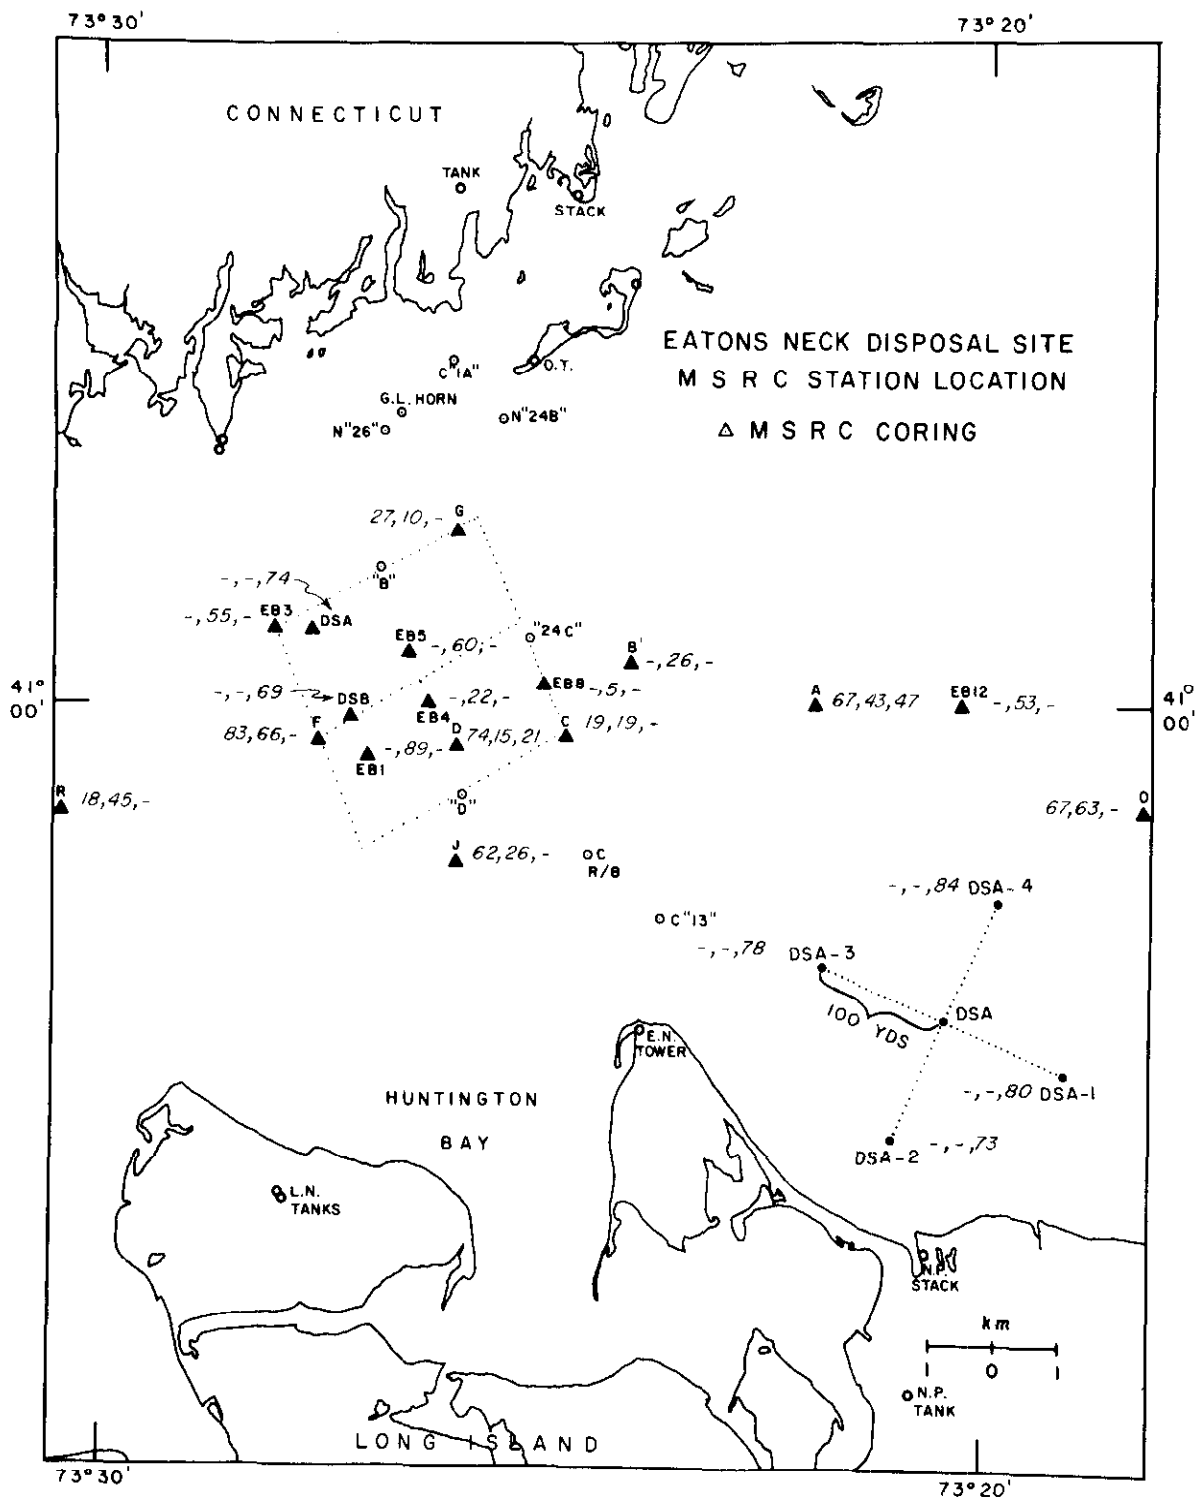 73°30'
73°20'
CONNECTICUT
TANK
STACK
EATONS NECK DISPOSAL SITE
M S R C STATION LOCATION
△ M S R C CORING
C"1A"
O.T.
G.L. HORN
N"26"
N"24B"
G
27,10,-
"B"
-,-,74
-,55,-
EB3
DSA
EB5
-,60,-
"24C"
B'
-,26,-
-,-,69
DSB
EB8
-,5,-
41°
00'
-,22,-
EB4
A
67,43,47
EB12
-,53,-
41°
00'
F
83,66,-
D
74,15,21
C
19,19,-
EB1
-,89,-
R
18,45,-
"D"
67,63,-
J
62,26,-
C
R/B
-,-,84 DSA-4
C"13"
-,-,78
DSA-3
DSA
100 YDS
E.N.
TOWER
-,-,80 DSA-1
HUNTINGTON
BAY
DSA-2 -,-,73
L.N.
TANKS
N.P.
STACK
km
1 0 1
N.P.
TANK
LONG ISLAND
73°30'
73°20'